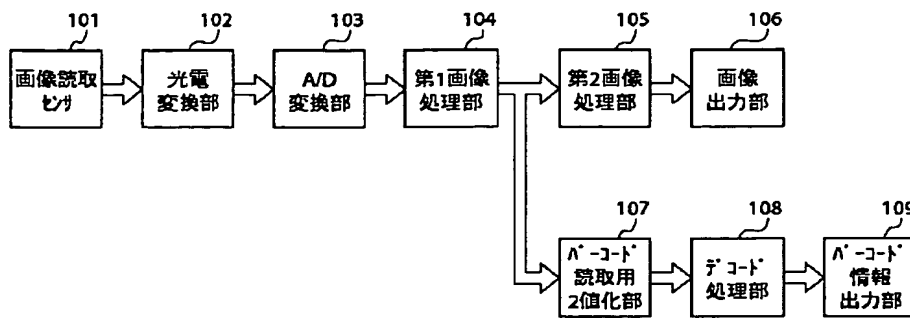 101
102
103
104
105
106
画像読取
センサ
光電
変換部
A/D
変換部
第1画像
処理部
第2画像
処理部
画像
出力部
107
108
109
バーコード
読取用
2値化部
デコード
処理部
バーコード
情報
出力部